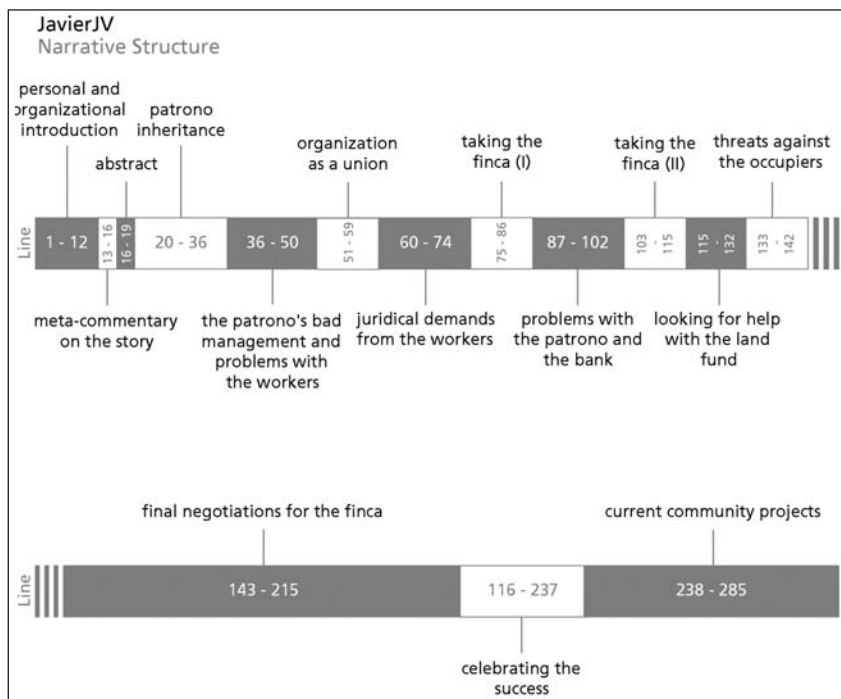 JavierJV
Narrative Structure
personal and
organizational
introduction
abstract
patrono
inheritance
organization
as a union
taking the
finca (I)
taking the
finca (II)
threats against
the occupiers
Line
1 - 12
13 - 16
16 - 19
20 - 36
36 - 50
51 - 59
60 - 74
75 - 86
87 - 102
103 - 115
115 - 132
133 - 142
meta-commentary
on the story
the patrono's bad
management and
problems with
the workers
juridical demands
from the workers
problems with
the patrono and
the bank
looking for help
with the land
fund
final negotiations for the finca
current community projects
Line
143 - 215
116 - 237
238 - 285
celebrating the
success